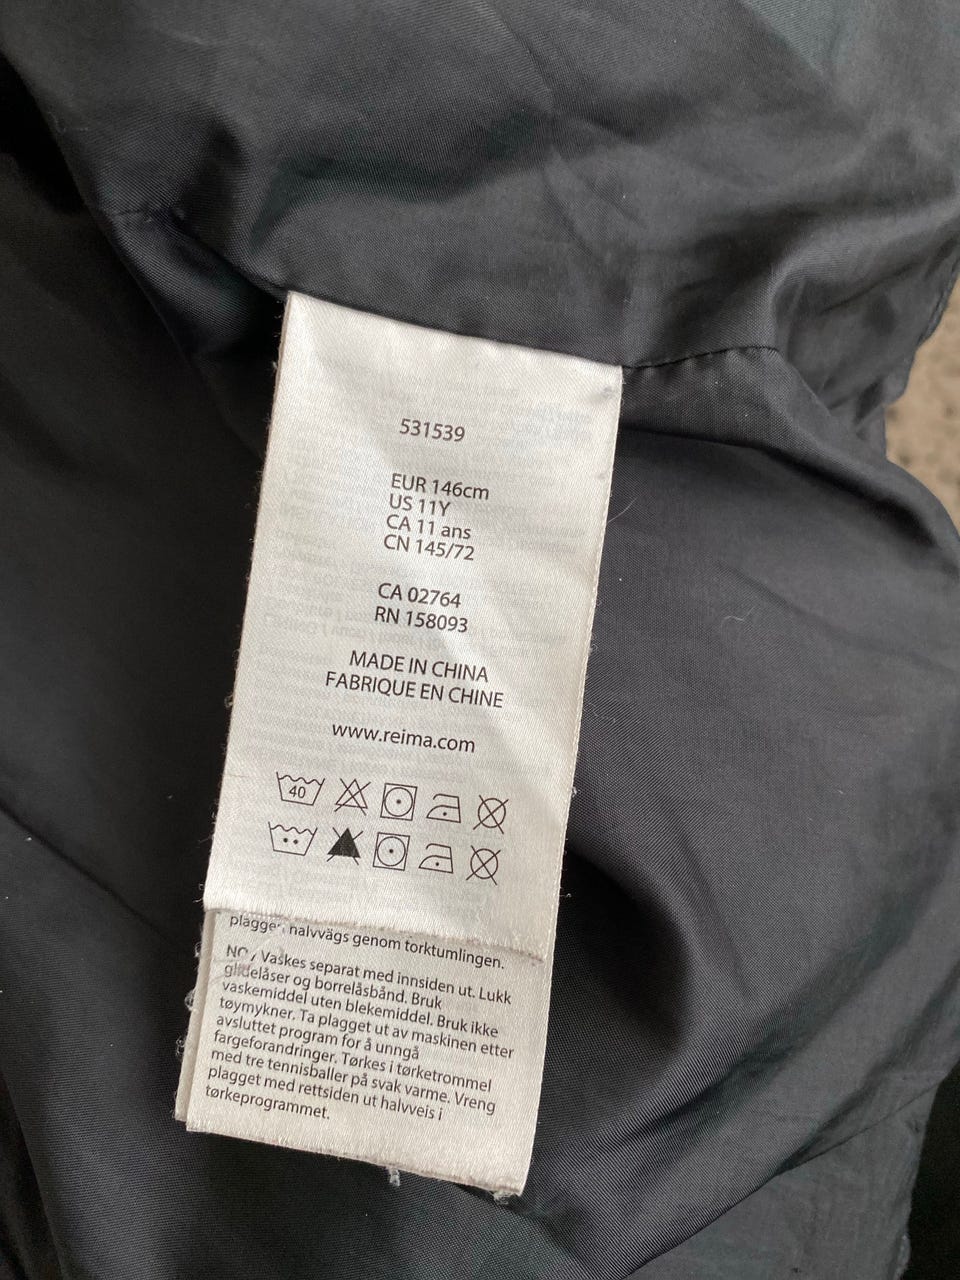 531539
EUR 146cm
US 11Y
CA 11 ans
CN 145/72
CA 02764
RN 158093
MADE IN CHINA
FABRIQUE EN CHINE
www.reima.com
40
genom torktumlingen.
Vaskes separat med innsiden ut. Lukk
glidelåser og borrelåsbånd. Bruk
vaskemiddel uten blekemiddel. Bruk ikke
tøymykner. Ta plagget ut av maskinen etter
avsluttet program for å unngå
fargeforandringer. Tørkes i tørketrommel
med tre tennisballer på svak varme. Vreng
plagget med rettsiden ut halvveis i
tørkeprogrammet.